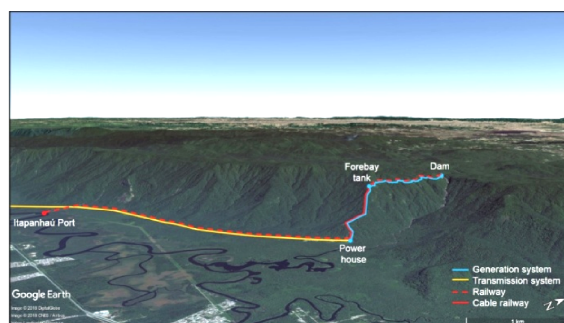 Forebay
tank
Dam
Itapanhaú Port
Power
house
Generation system
Transmission system
Railway
Cable railway
Google Earth
N
1 km